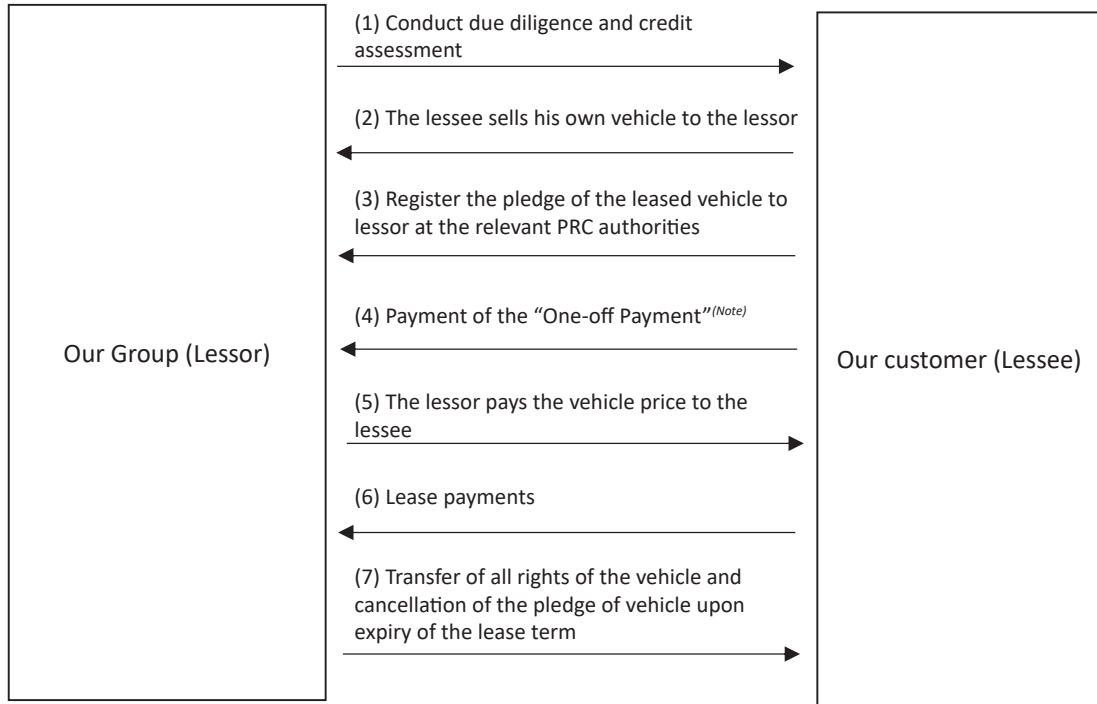 (1) Conduct due diligence and credit
assessment
(2) The lessee sells his own vehicle to the lessor
(3) Register the pledge of the leased vehicle to
lessor at the relevant PRC authorities
(4) Payment of the “One-off Payment”(Note)
Our Group (Lessor)
Our customer (Lessee)
(5) The lessor pays the vehicle price to the
lessee
(6) Lease payments
(7) Transfer of all rights of the vehicle and
cancellation of the pledge of vehicle upon
expiry of the lease term